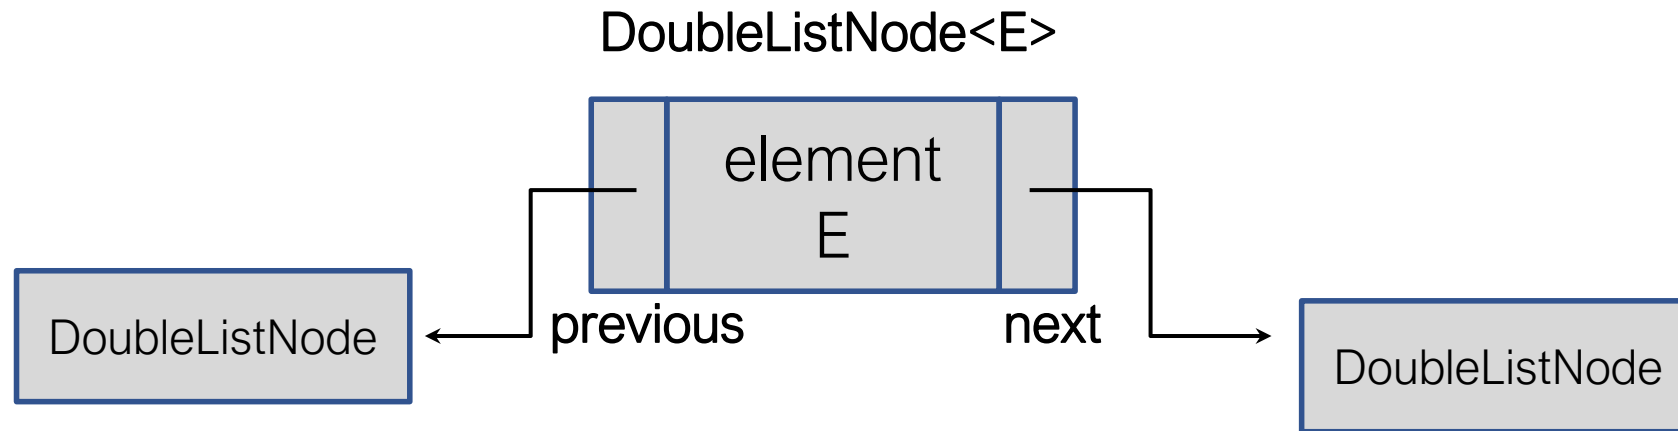 DoubleListNode<E>
element
E
previous
next
DoubleListNode
DoubleListNode